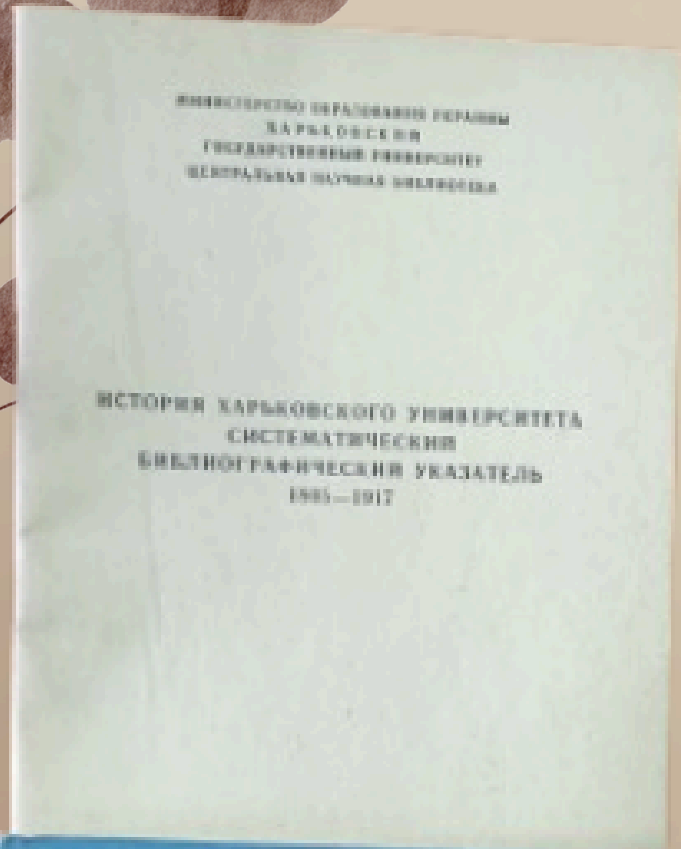 МИНИСТЕРСТВО ОБРАЗОВАНИЯ УКРАИНЫ
ХАРЬКОВСКИЙ
ГОСУДАРСТВЕННЫЙ УНИВЕРСИТЕТ
ЦЕНТРАЛЬНАЯ НАУЧНАЯ БИБЛИОТЕКА
ИСТОРИЯ ХАРЬКОВСКОГО УНИВЕРСИТЕТА
СИСТЕМАТИЧЕСКИЙ
БИБЛИОГРАФИЧЕСКИЙ УКАЗАТЕЛЬ
1805—1917